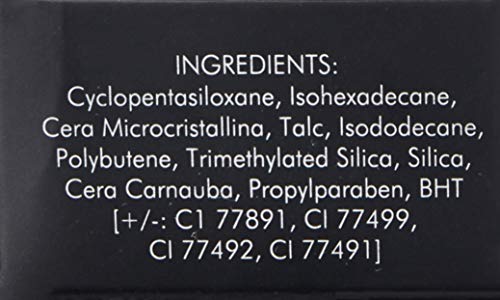 INGREDIENTS:
Cyclopentasiloxane, Isohexadecane,
Cera Microcristallina, Talc, Isododecane,
Polybutene, Trimethylated Silica, Silica,
Cera Carnauba, Propylparaben, BHT
[+/-: C1 77891, CI 77499,
CI 77492, CI 77491]